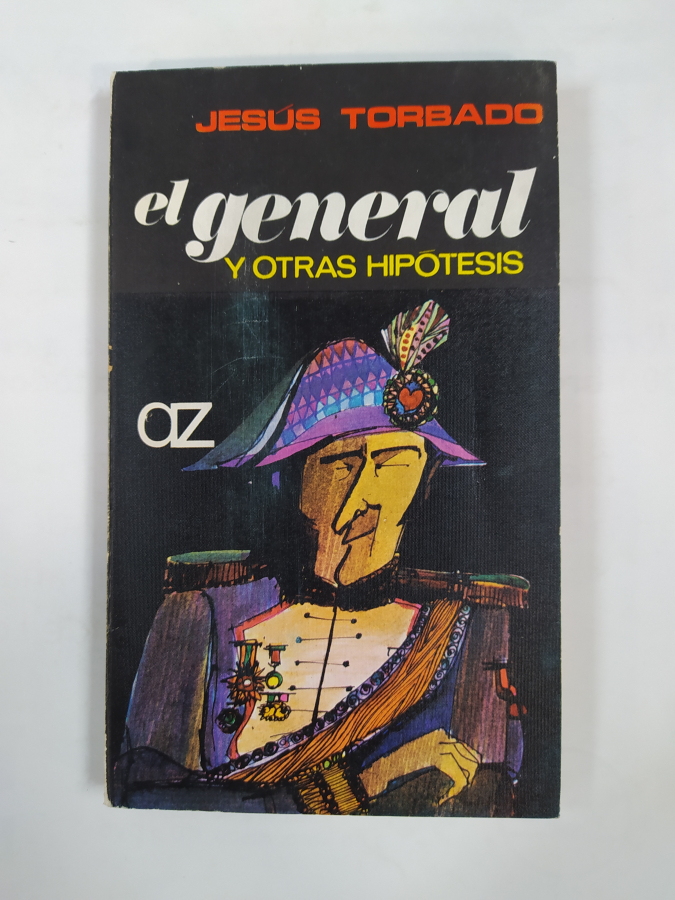 JESÚS TORBADO
el general
Y OTRAS HIPÓTESIS
az